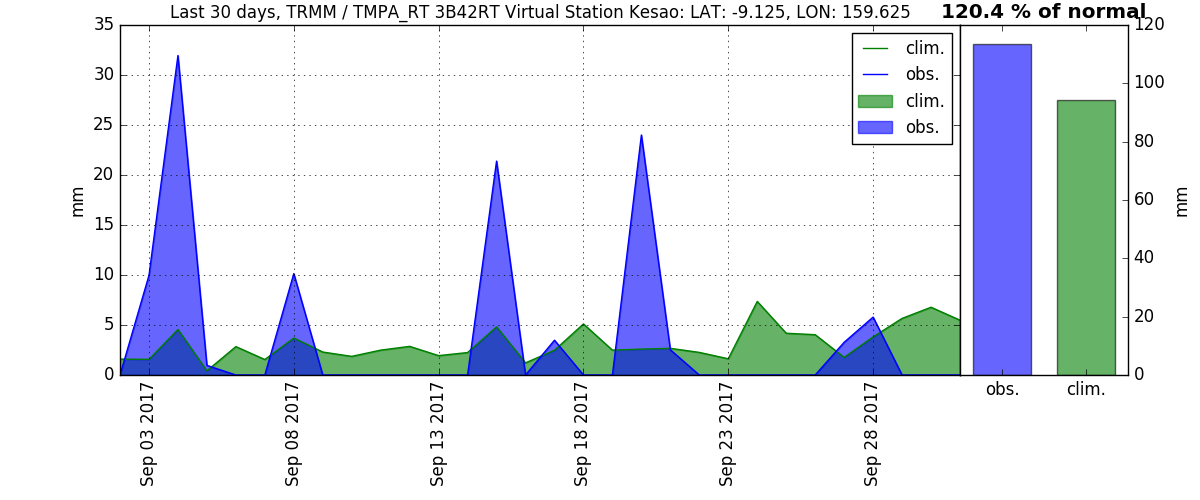 Last 30 days, TRMM / TMPA_RT 3B42RT Virtual Station Kesao: LAT: -9.125, LON: 159.625
120.4 % of normal
35
30
25
20
15
10
5
0
mm
clim.
obs.
clim.
obs.
Sep 03 2017
Sep 08 2017
Sep 13 2017
Sep 18 2017
Sep 23 2017
Sep 28 2017
120
100
80
60
40
20
0
mm
obs.
clim.